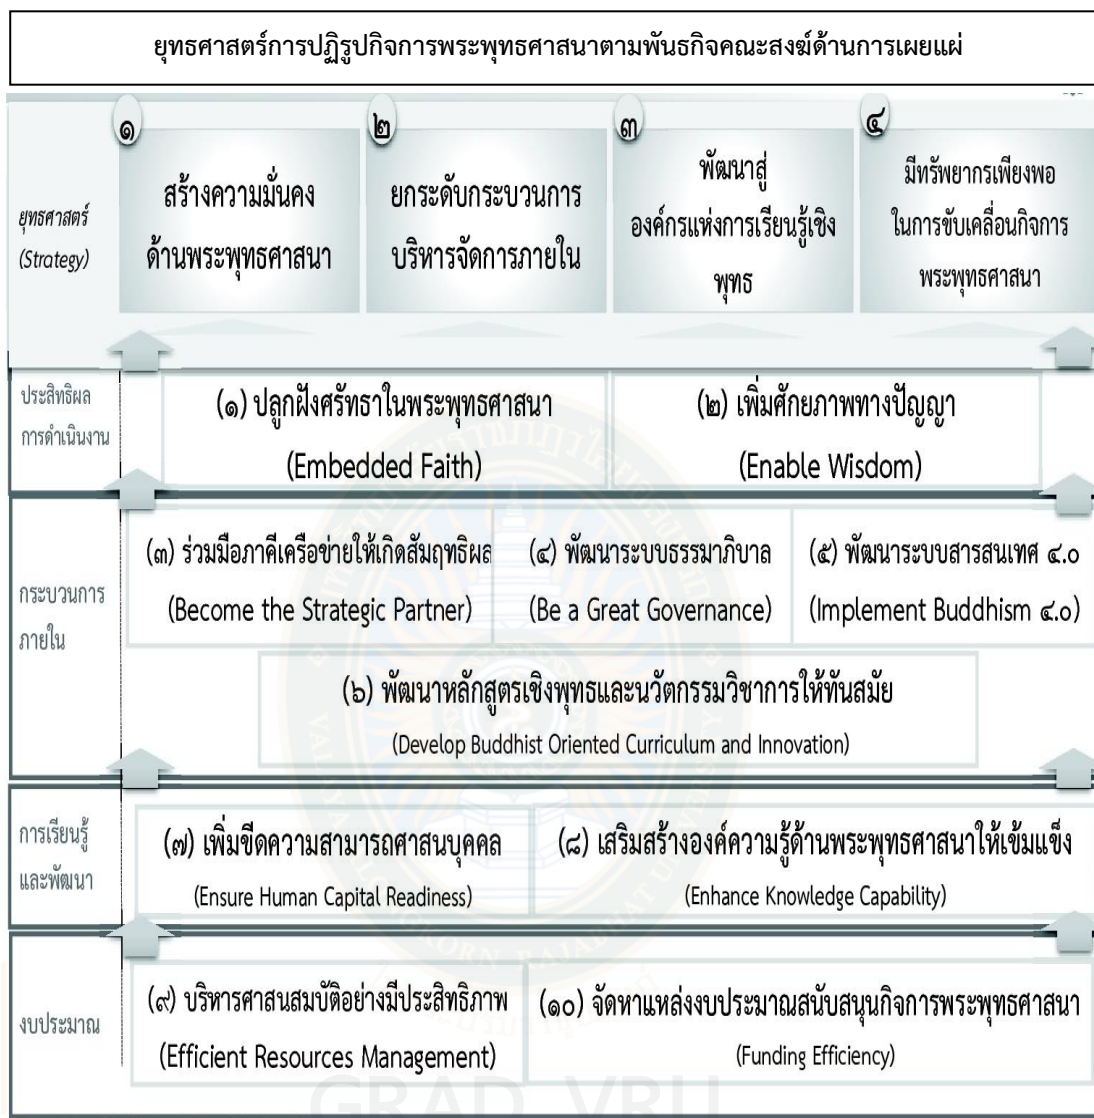 ยุทธศาสตร์การปฏิรูปกิจการพระพุทธศาสนาตามพันธกิจคณะสงฆ์ด้านการเผยแผ่
ยุทธศาสตร์
(Strategy)
๑
สร้างความมั่นคง
ด้านพระพุทธศาสนา
๒
ยกระดับกระบวนการ
บริหารจัดการภายใน
๓
พัฒนาสู่
องค์กรแห่งการเรียนรู้เชิง
พุทธ
๔
มีทรัพยากรเพียงพอ
ในการขับเคลื่อนกิจการ
พระพุทธศาสนา
ประสิทธิผล
การดำเนินงาน
(๑) ปลูกฝังศรัทธาในพระพุทธศาสนา
(Embedded Faith)
(๒) เพิ่มศักยภาพทางปัญญา
(Enable Wisdom)
กระบวนการ
ภายใน
(๓) ร่วมมือภาคีเครือข่ายให้เกิดสัมฤทธิผล
(Become the Strategic Partner)
(๔) พัฒนาระบบธรรมาภิบาล
(Be a Great Governance)
(๕) พัฒนาระบบสารสนเทศ ๔.๐
(Implement Buddhism ๔.๐)
(๖) พัฒนาหลักสูตรเชิงพุทธและนวัตกรรมวิชาการให้ทันสมัย
(Develop Buddhist Oriented Curriculum and Innovation)
การเรียนรู้
และพัฒนา
(๗) เพิ่มขีดความสามารถศาสนบุคคล
(Ensure Human Capital Readiness)
(๘) เสริมสร้างองค์ความรู้ด้านพระพุทธศาสนาให้เข้มแข็ง
(Enhance Knowledge Capability)
งบประมาณ
(๙) บริหารศาสนสมบัติอย่างมีประสิทธิภาพ
(Efficient Resources Management)
(๑๐) จัดหาแหล่งงบประมาณสนับสนุนกิจการพระพุทธศาสนา
(Funding Efficiency)
GRAD VRU